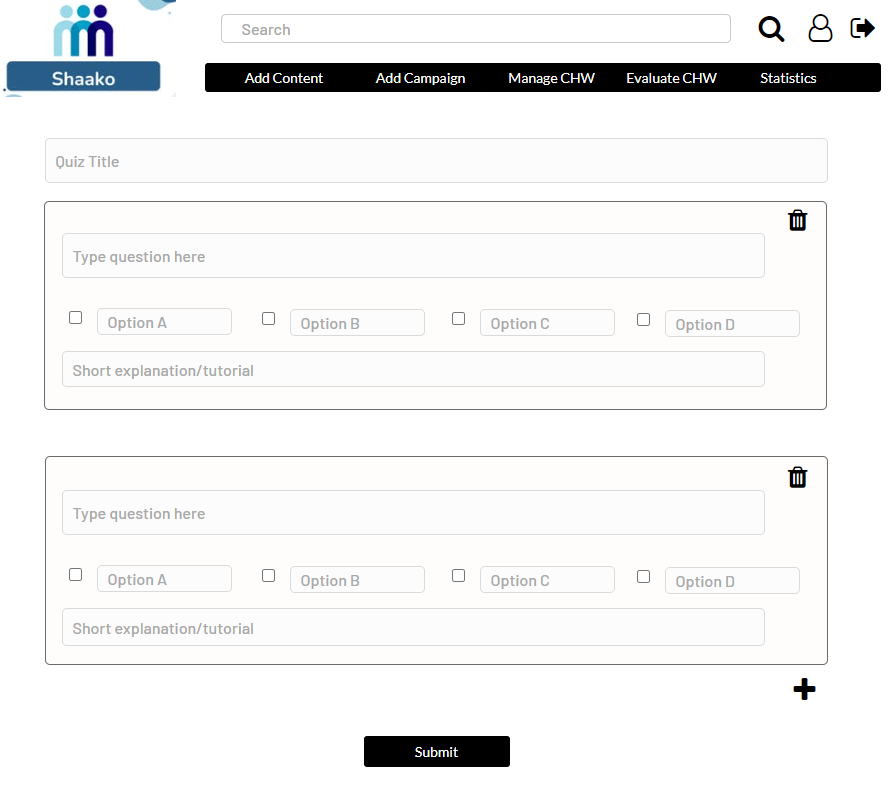 Search
Shaako
Add Content Add Campaign Manage CHW Evaluate CHW Statistics
Quiz Title
Type question here
Option A Option B Option C Option D
Short explanation/tutorial
Type question here
Option A Option B Option C Option D
Short explanation/tutorial
Submit